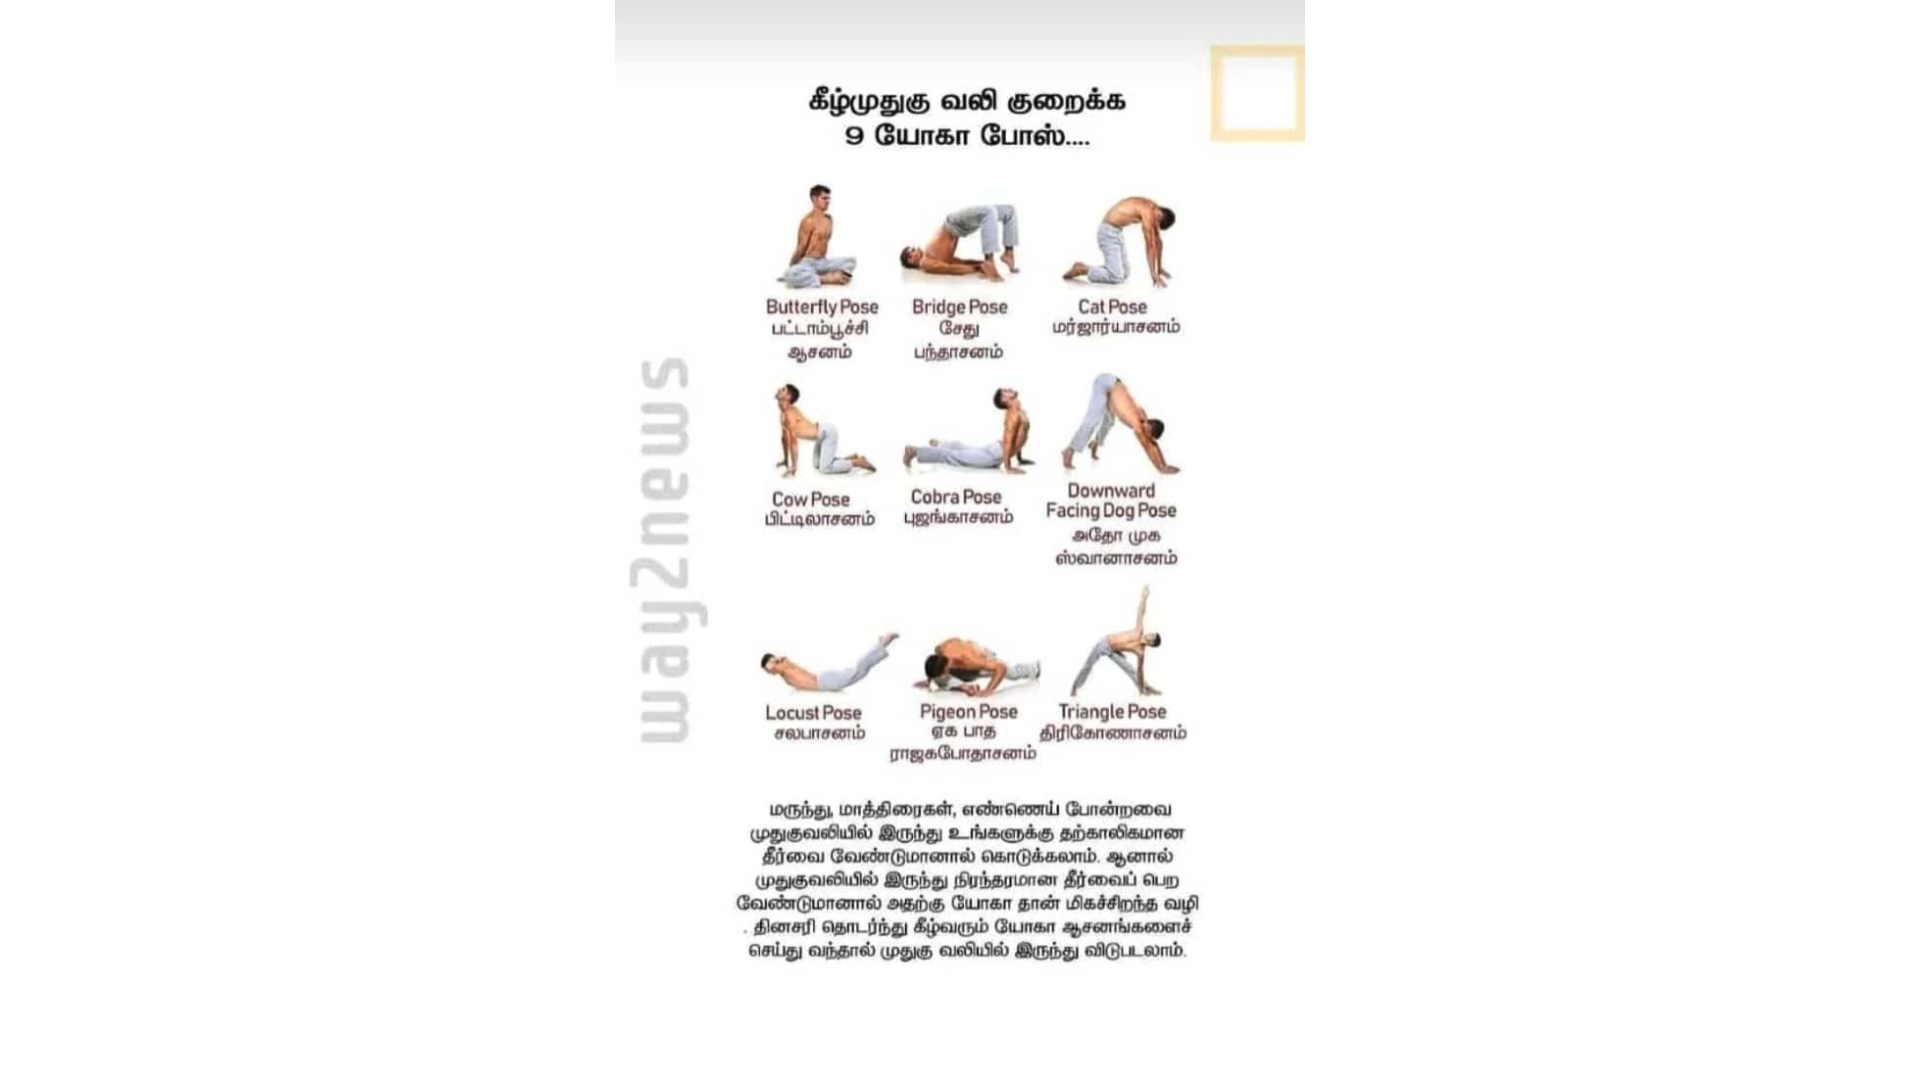 கீழ்முதுகு வலி குறைக்க
9 யோகா போஸ்....
Butterfly Pose
பட்டாம்பூச்சி
ஆசனம்
Bridge Pose
சேது
பந்தாசனம்
Cat Pose
மர்ஜார்யாசனம்
Cow Pose
பிட்டிலாசனம்
Cobra Pose
புஜங்காசனம்
Downward
Facing Dog Pose
அதோ முக
ஸ்வானாசனம்
Locust Pose
சலபாசனம்
Pigeon Pose
ஏக பாத
ராஜகபோதாசனம்
Triangle Pose
திரிகோணாசனம்
மருந்து, மாத்திரைகள், எண்ணெய் போன்றவை
முதுகுவலியில் இருந்து உங்களுக்கு தற்காலிகமான
தீர்வை வேண்டுமானால் கொடுக்கலாம். ஆனால்
முதுகுவலியில் இருந்து நிரந்தரமான தீர்வைப் பெற
வேண்டுமானால் அதற்கு யோகா தான் மிகச்சிறந்த வழி
. தினசரி தொடர்ந்து கீழ்வரும் யோகா ஆசனங்களைச்
செய்து வந்தால் முதுகு வலியில் இருந்து விடுபடலாம்.
way2news